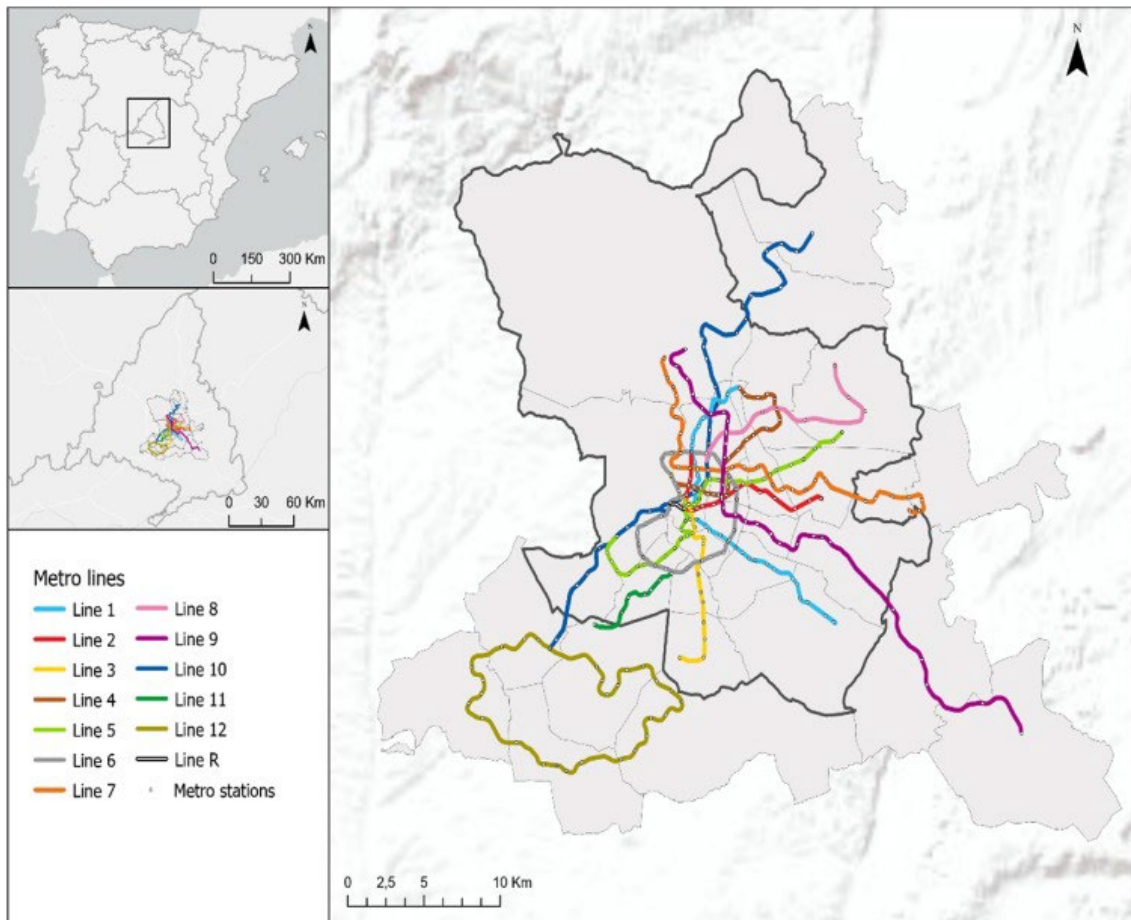 N
0 150 300 Km
N
0 30 60 Km
Metro lines
Line 1
Line 2
Line 3
Line 4
Line 5
Line 6
Line 7
Line 8
Line 9
Line 10
Line 11
Line 12
Line R
Metro stations
N
0 2,5 5 10 Km